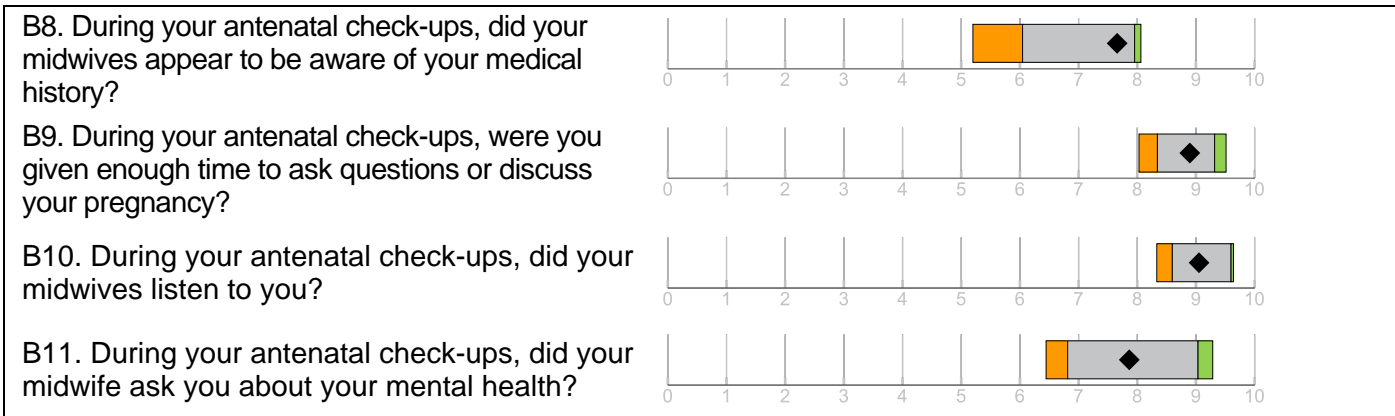 B8. During your antenatal check-ups, did your
midwives appear to be aware of your medical
history?
0 1 2 3 4 5 6 7 8 9 10
B9. During your antenatal check-ups, were you
given enough time to ask questions or discuss
your pregnancy?
0 1 2 3 4 5 6 7 8 9 10
B10. During your antenatal check-ups, did your
midwives listen to you?
0 1 2 3 4 5 6 7 8 9 10
B11. During your antenatal check-ups, did your
midwife ask you about your mental health?
0 1 2 3 4 5 6 7 8 9 10